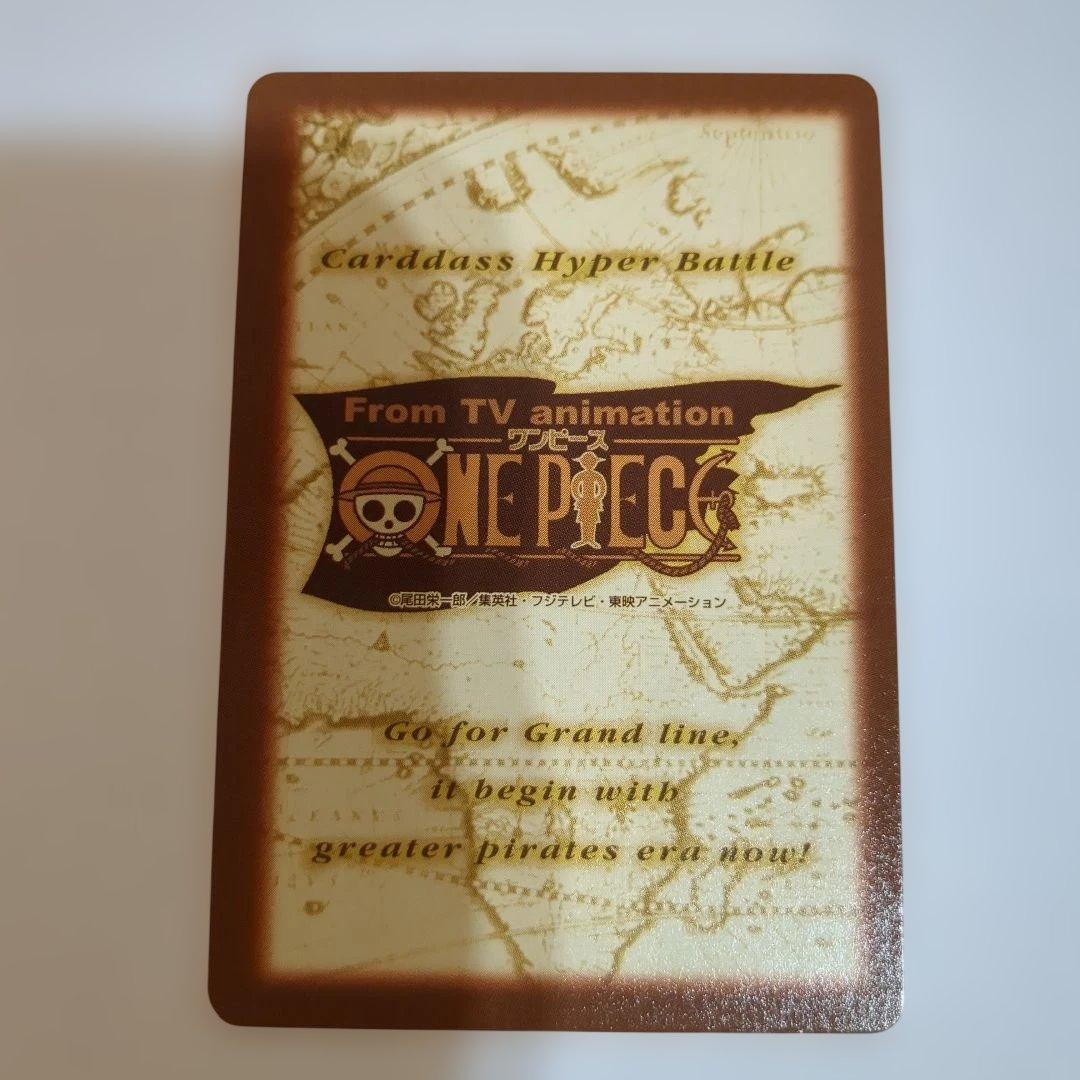 Septentrio
Carddass Hyper Battle
From TV animation
ワンピース
ONE PIECE
©尾田栄一郎／集英社・フジテレビ・東映アニメーション
Go for Grand line,
it begin with
greater pirates era now!